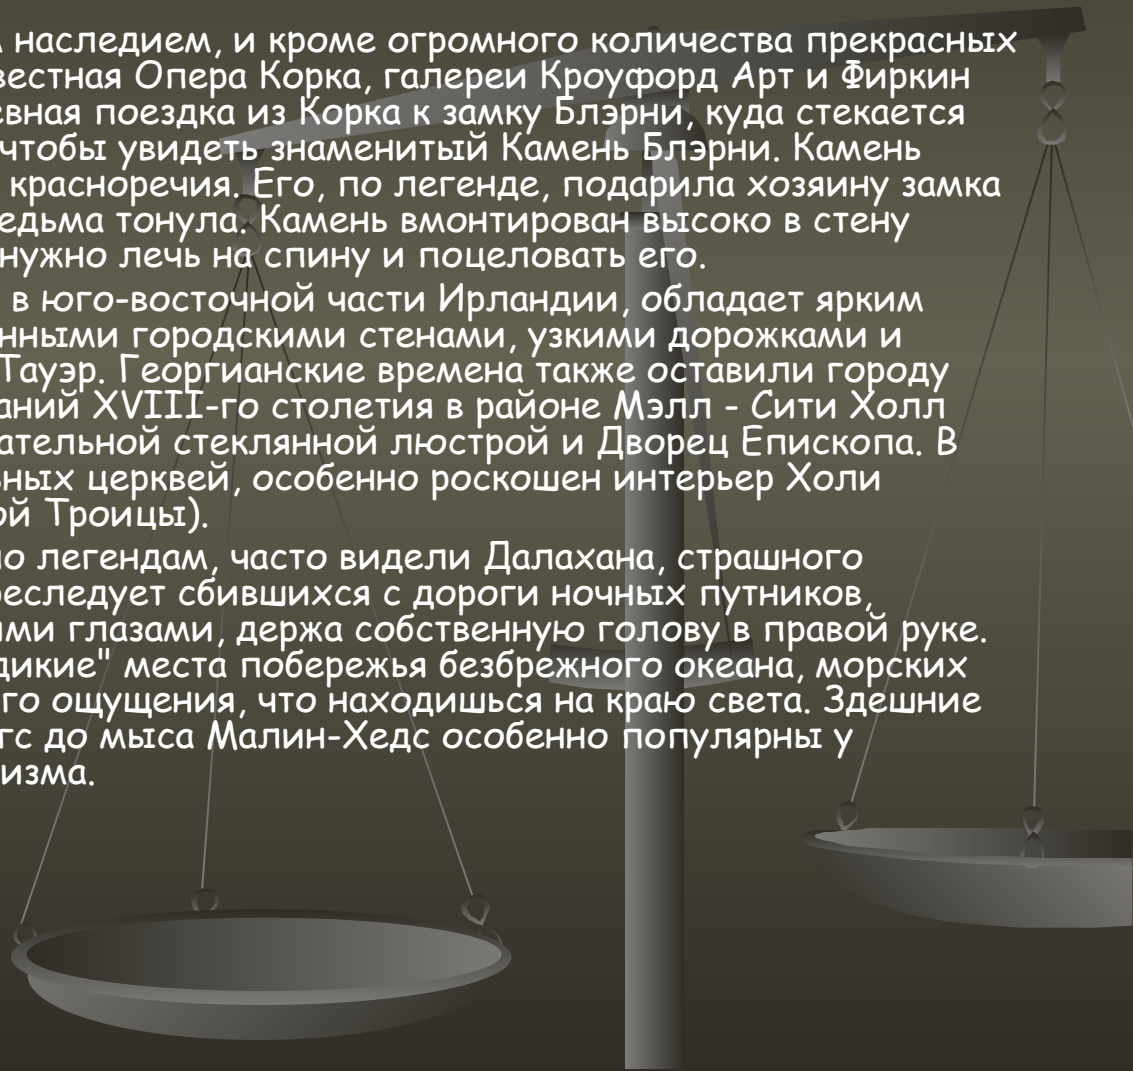 наследием, и кроме огромного количества прекрасных
вестная Опера Корка, галереи Кроуфорд Арт и Фиркин
евная поездка из Корка к замку Блэрни, куда стекается
чтобы увидеть знаменитый Камень Блэрни. Камень
красноречия. Его, по легенде, подарила хозяину замка
едьма тонула. Камень вмонтирован высоко в стену
нужно лечь на спину и поцеловать его.
в юго-восточной части Ирландии, обладает ярким
нными городскими стенами, узкими дорожками и
Тауэр. Георгианские времена также оставили городу
аний XVIII-го столетия в районе Мэлл - Сити Холл
ательной стеклянной люстрой и Дворец Епископа. В
ных церквей, особенно роскошен интерьер Холи
ой Троицы).
о легендам, часто видели Далахана, страшного
реследует сбившихся с дороги ночных путников,
ми глазами, держа собственную голову в правой руке.
дикие" места побережья безбрежного океана, морских
го ощущения, что находишься на краю света. Здешние
гс до мыса Малин-Хедс особенно популярны у
изма.